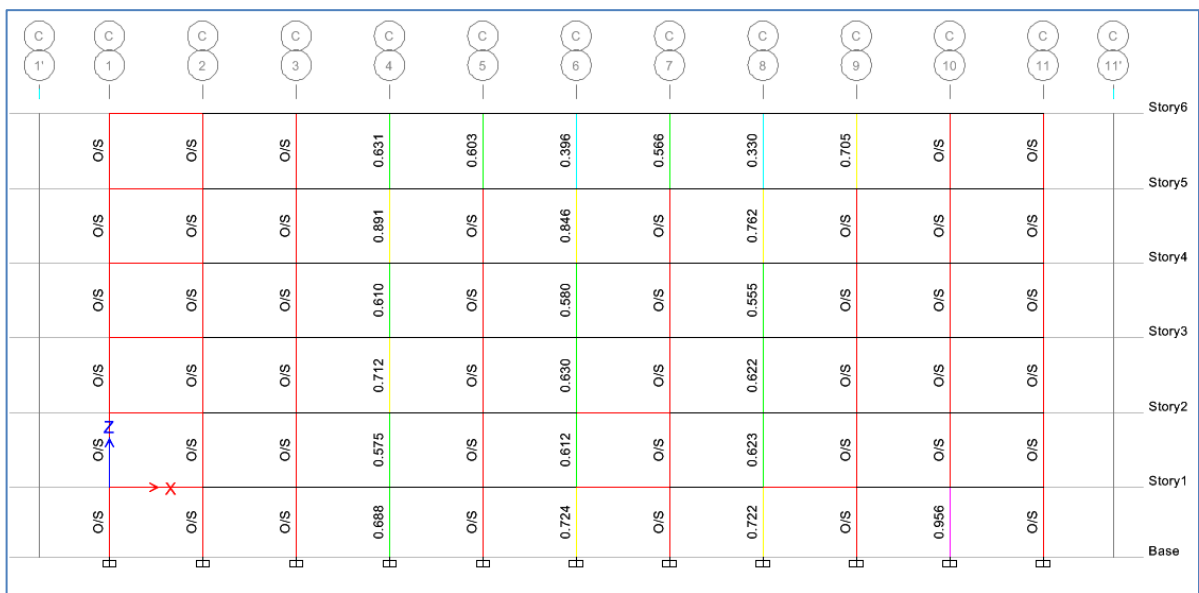 C C C C C C C C C C C C C
1' 1 2 3 4 5 6 7 8 9 10 11 11'
Story6
O/S O/S O/S 0.631 0.603 0.396 0.566 0.330 0.705 O/S O/S
Story5
O/S O/S O/S 0.891 O/S 0.846 O/S 0.762 O/S O/S O/S
Story4
O/S O/S O/S 0.610 O/S 0.580 O/S 0.555 O/S O/S O/S
Story3
O/S O/S O/S 0.712 O/S 0.630 O/S 0.622 O/S O/S O/S
Story2
Z
O/S O/S O/S 0.575 O/S 0.612 O/S 0.623 O/S O/S O/S
Story1
X
O/S O/S O/S 0.688 O/S 0.724 O/S 0.722 O/S 0.956 O/S
Base